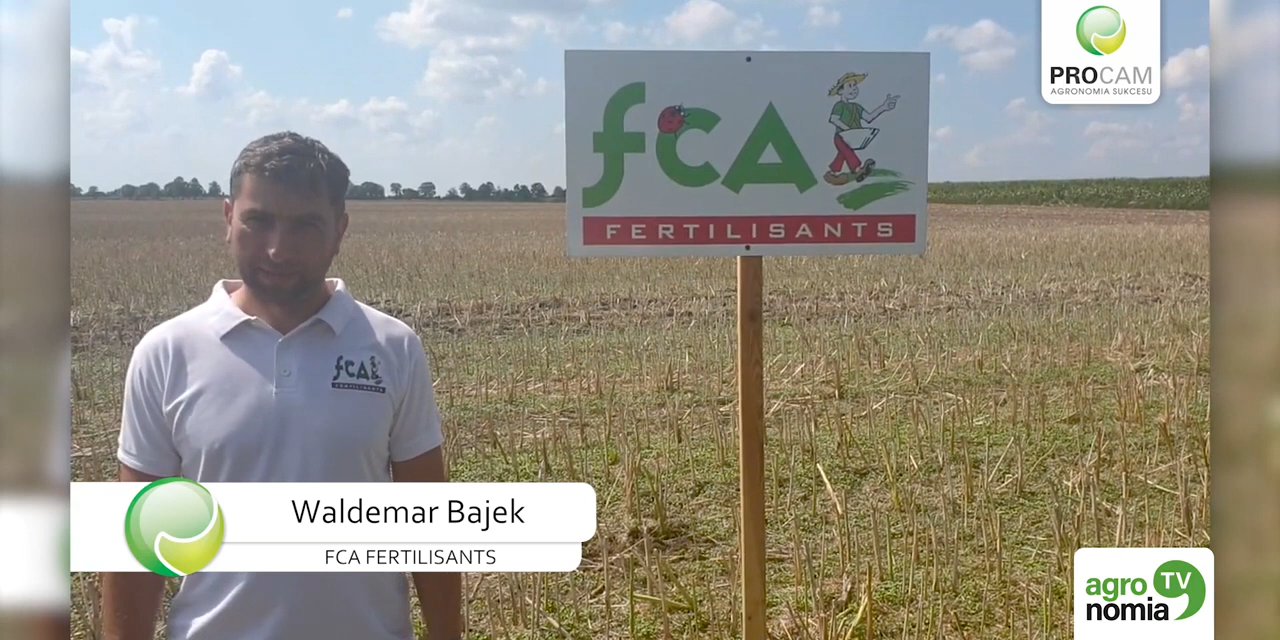 PROCAM
AGRONOMIA SUKCESU
fCA
FERTILISANTS
fCA
FERTILISANTS
Waldemar Bajek
FCA FERTILISANTS
agro
nomia
TV